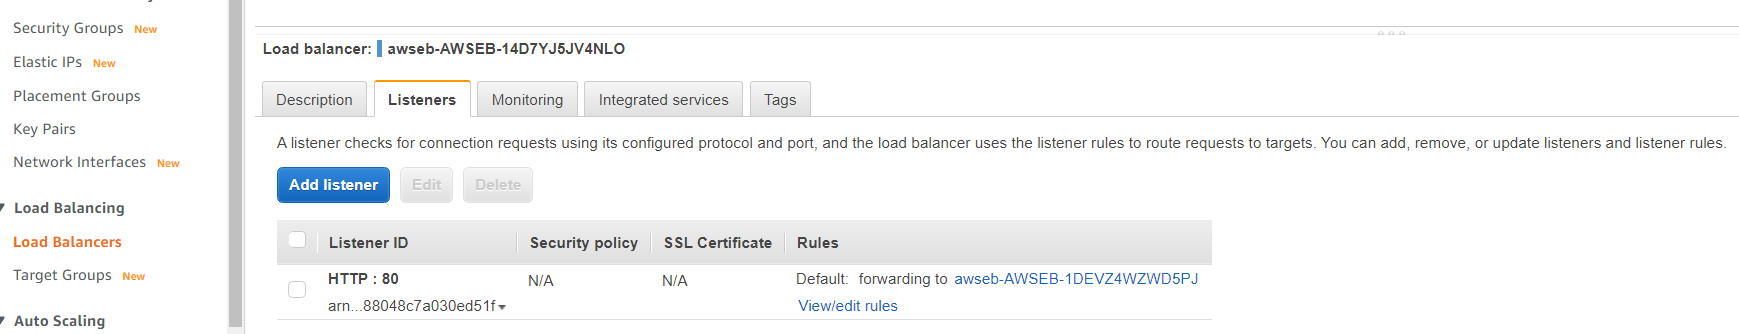 Security Groups New
Elastic IPs New
Placement Groups
Key Pairs
Network Interfaces New
Load Balancing
Load Balancers
Target Groups New
Auto Scaling
Load balancer: awseb-AWSEB-14D7YJ5JV4NLO
Description Listeners Monitoring Integrated services Tags
A listener checks for connection requests using its configured protocol and port, and the load balancer uses the listener rules to route requests to targets. You can add, remove, or update listeners and listener rules.
Add listener Edit Delete
Listener ID Security policy SSL Certificate Rules
HTTP : 80 N/A N/A Default: forwarding to awseb-AWSEB-1DEVZ4WZWD5PJ
arn...88048c7a030ed51f View/edit rules